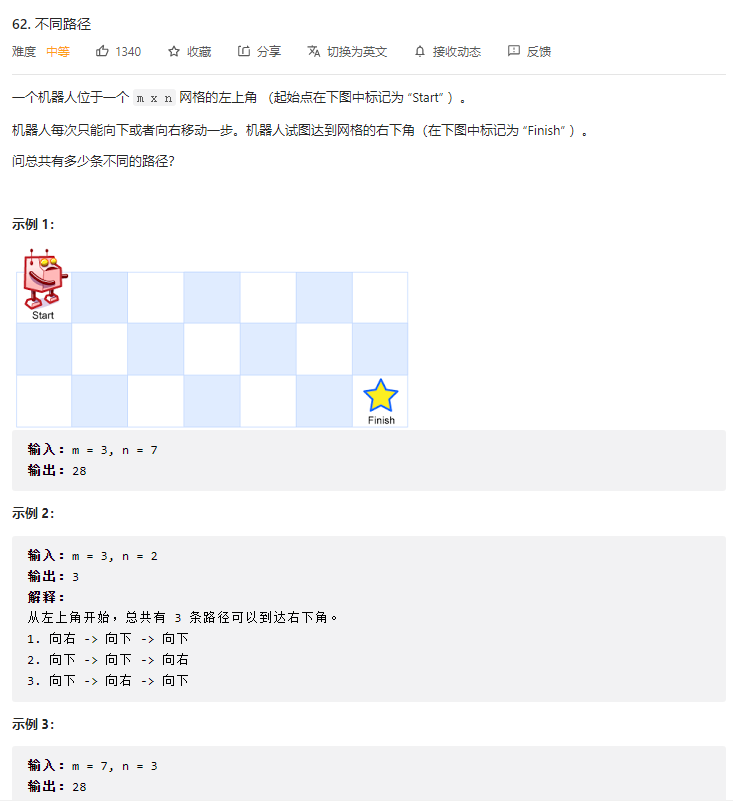 62. 不同路径
难度 中等 1340 收藏 分享 切换为英文 接收动态 反馈
一个机器人位于一个 m x n 网格的左上角 （起始点在下图中标记为 “Start” ）。
机器人每次只能向下或者向右移动一步。机器人试图达到网格的右下角（在下图中标记为 “Finish” ）。
问总共有多少条不同的路径？
示例 1：
Start
Finish
输入：m = 3, n = 7
输出：28
示例 2：
输入：m = 3, n = 2
输出：3
解释：
从左上角开始，总共有 3 条路径可以到达右下角。
1. 向右 -> 向下 -> 向下
2. 向下 -> 向下 -> 向右
3. 向下 -> 向右 -> 向下
示例 3：
输入：m = 7, n = 3
输出：28